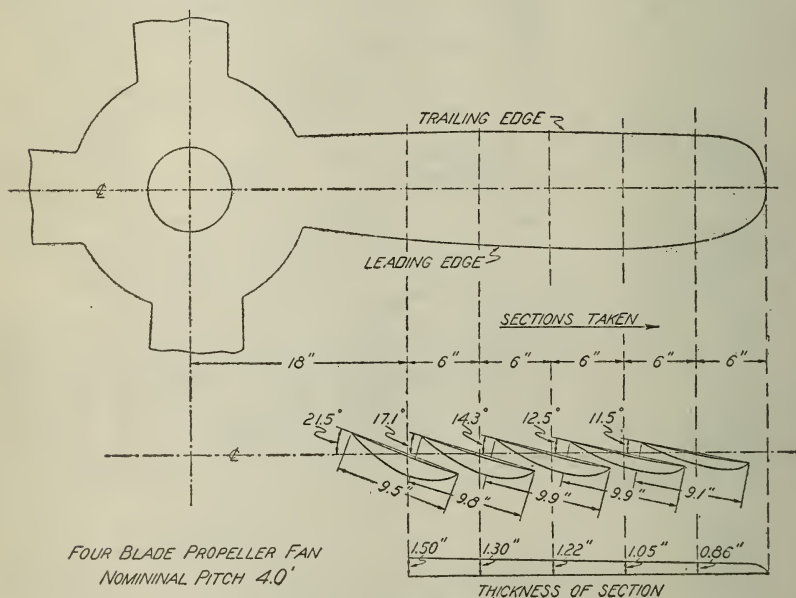 TRAILING EDGE
℄
LEADING EDGE
SECTIONS TAKEN
18" 6" 6" 6" 6" 6"
21.5° 17.1° 14.3° 12.5° 11.5°
℄
9.5" 9.8" 9.9" 9.9" 9.1"
1.50" 1.30" 1.22" 1.05" 0.86"
THICKNESS OF SECTION
FOUR BLADE PROPELLER FAN
NOMININAL PITCH 4.0'